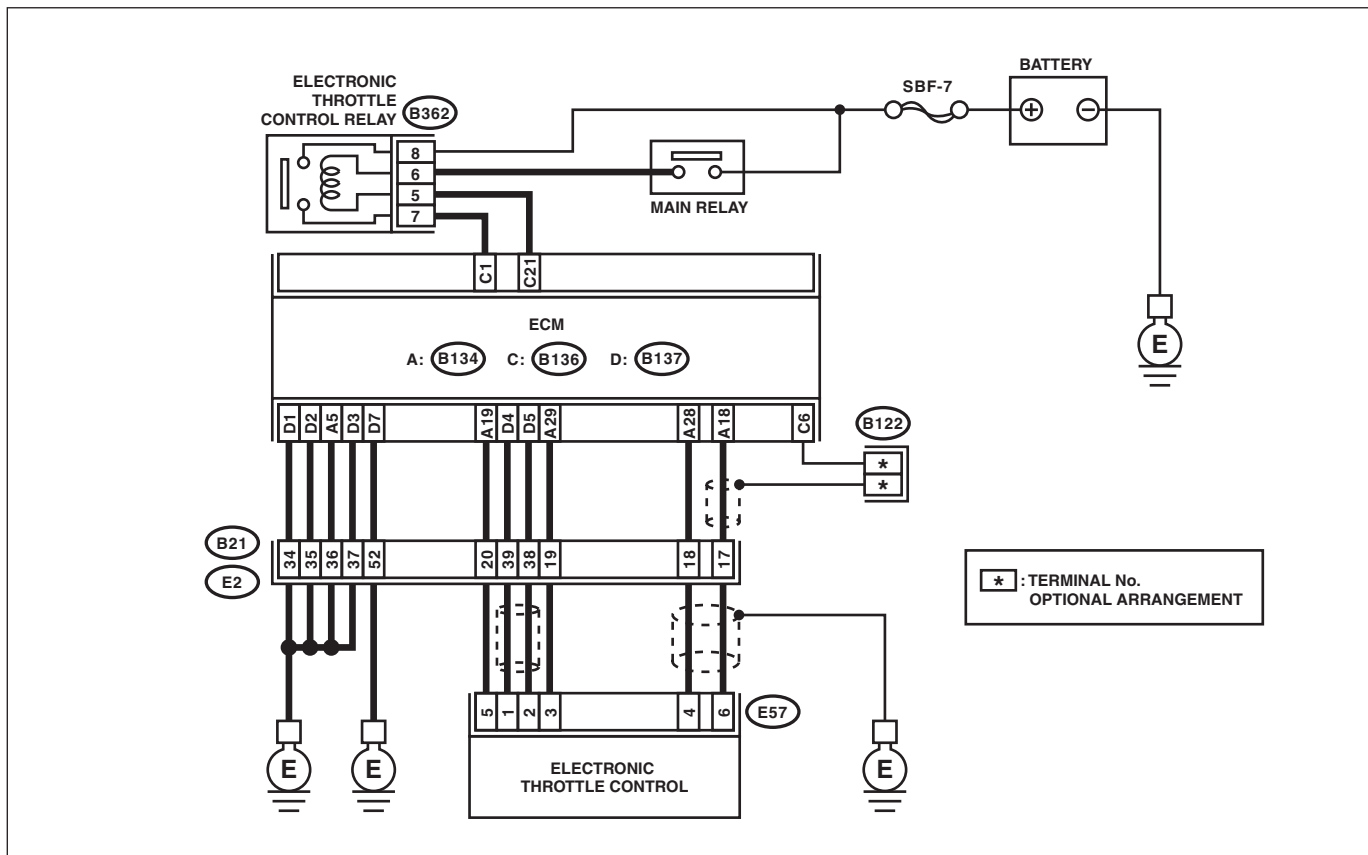 ELECTRONIC
THROTTLE
CONTROL RELAY
B362
8
6
5
7
MAIN RELAY
SBF-7
BATTERY
+
-
E
C1
C21
ECM
A: B134 C: B136 D: B137
D1 D2 A5 D3 D7 A19 D4 D5 A29 A28 A18 C6
B122
*
*
B21
E2
34 35 36 37 52 20 39 38 19 18 17
* : TERMINAL No.
OPTIONAL ARRANGEMENT
5 1 2 3 4 6
E57
ELECTRONIC
THROTTLE CONTROL
E
E
E